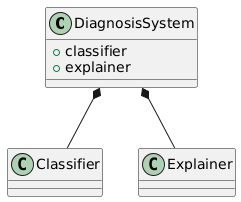 C DiagnosisSystem
classifier
explainer
C Classifier
C Explainer